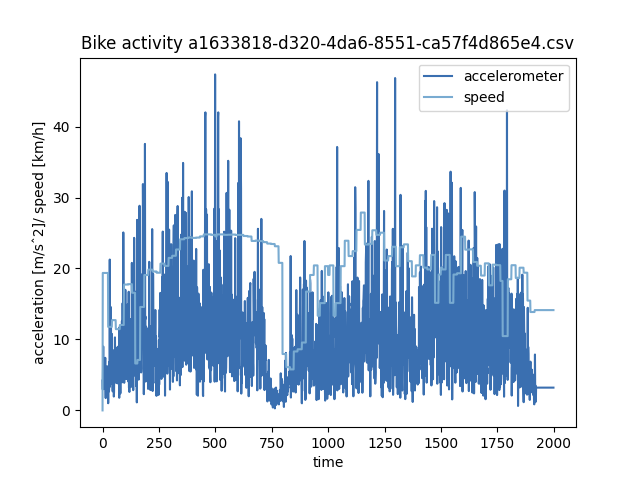 Bike activity a1633818-d320-4da6-8551-ca57f4d865e4.csv
accelerometer
speed
acceleration [m/s^2]/ speed [km/h]
40
30
20
10
0
0 250 500 750 1000 1250 1500 1750 2000
time